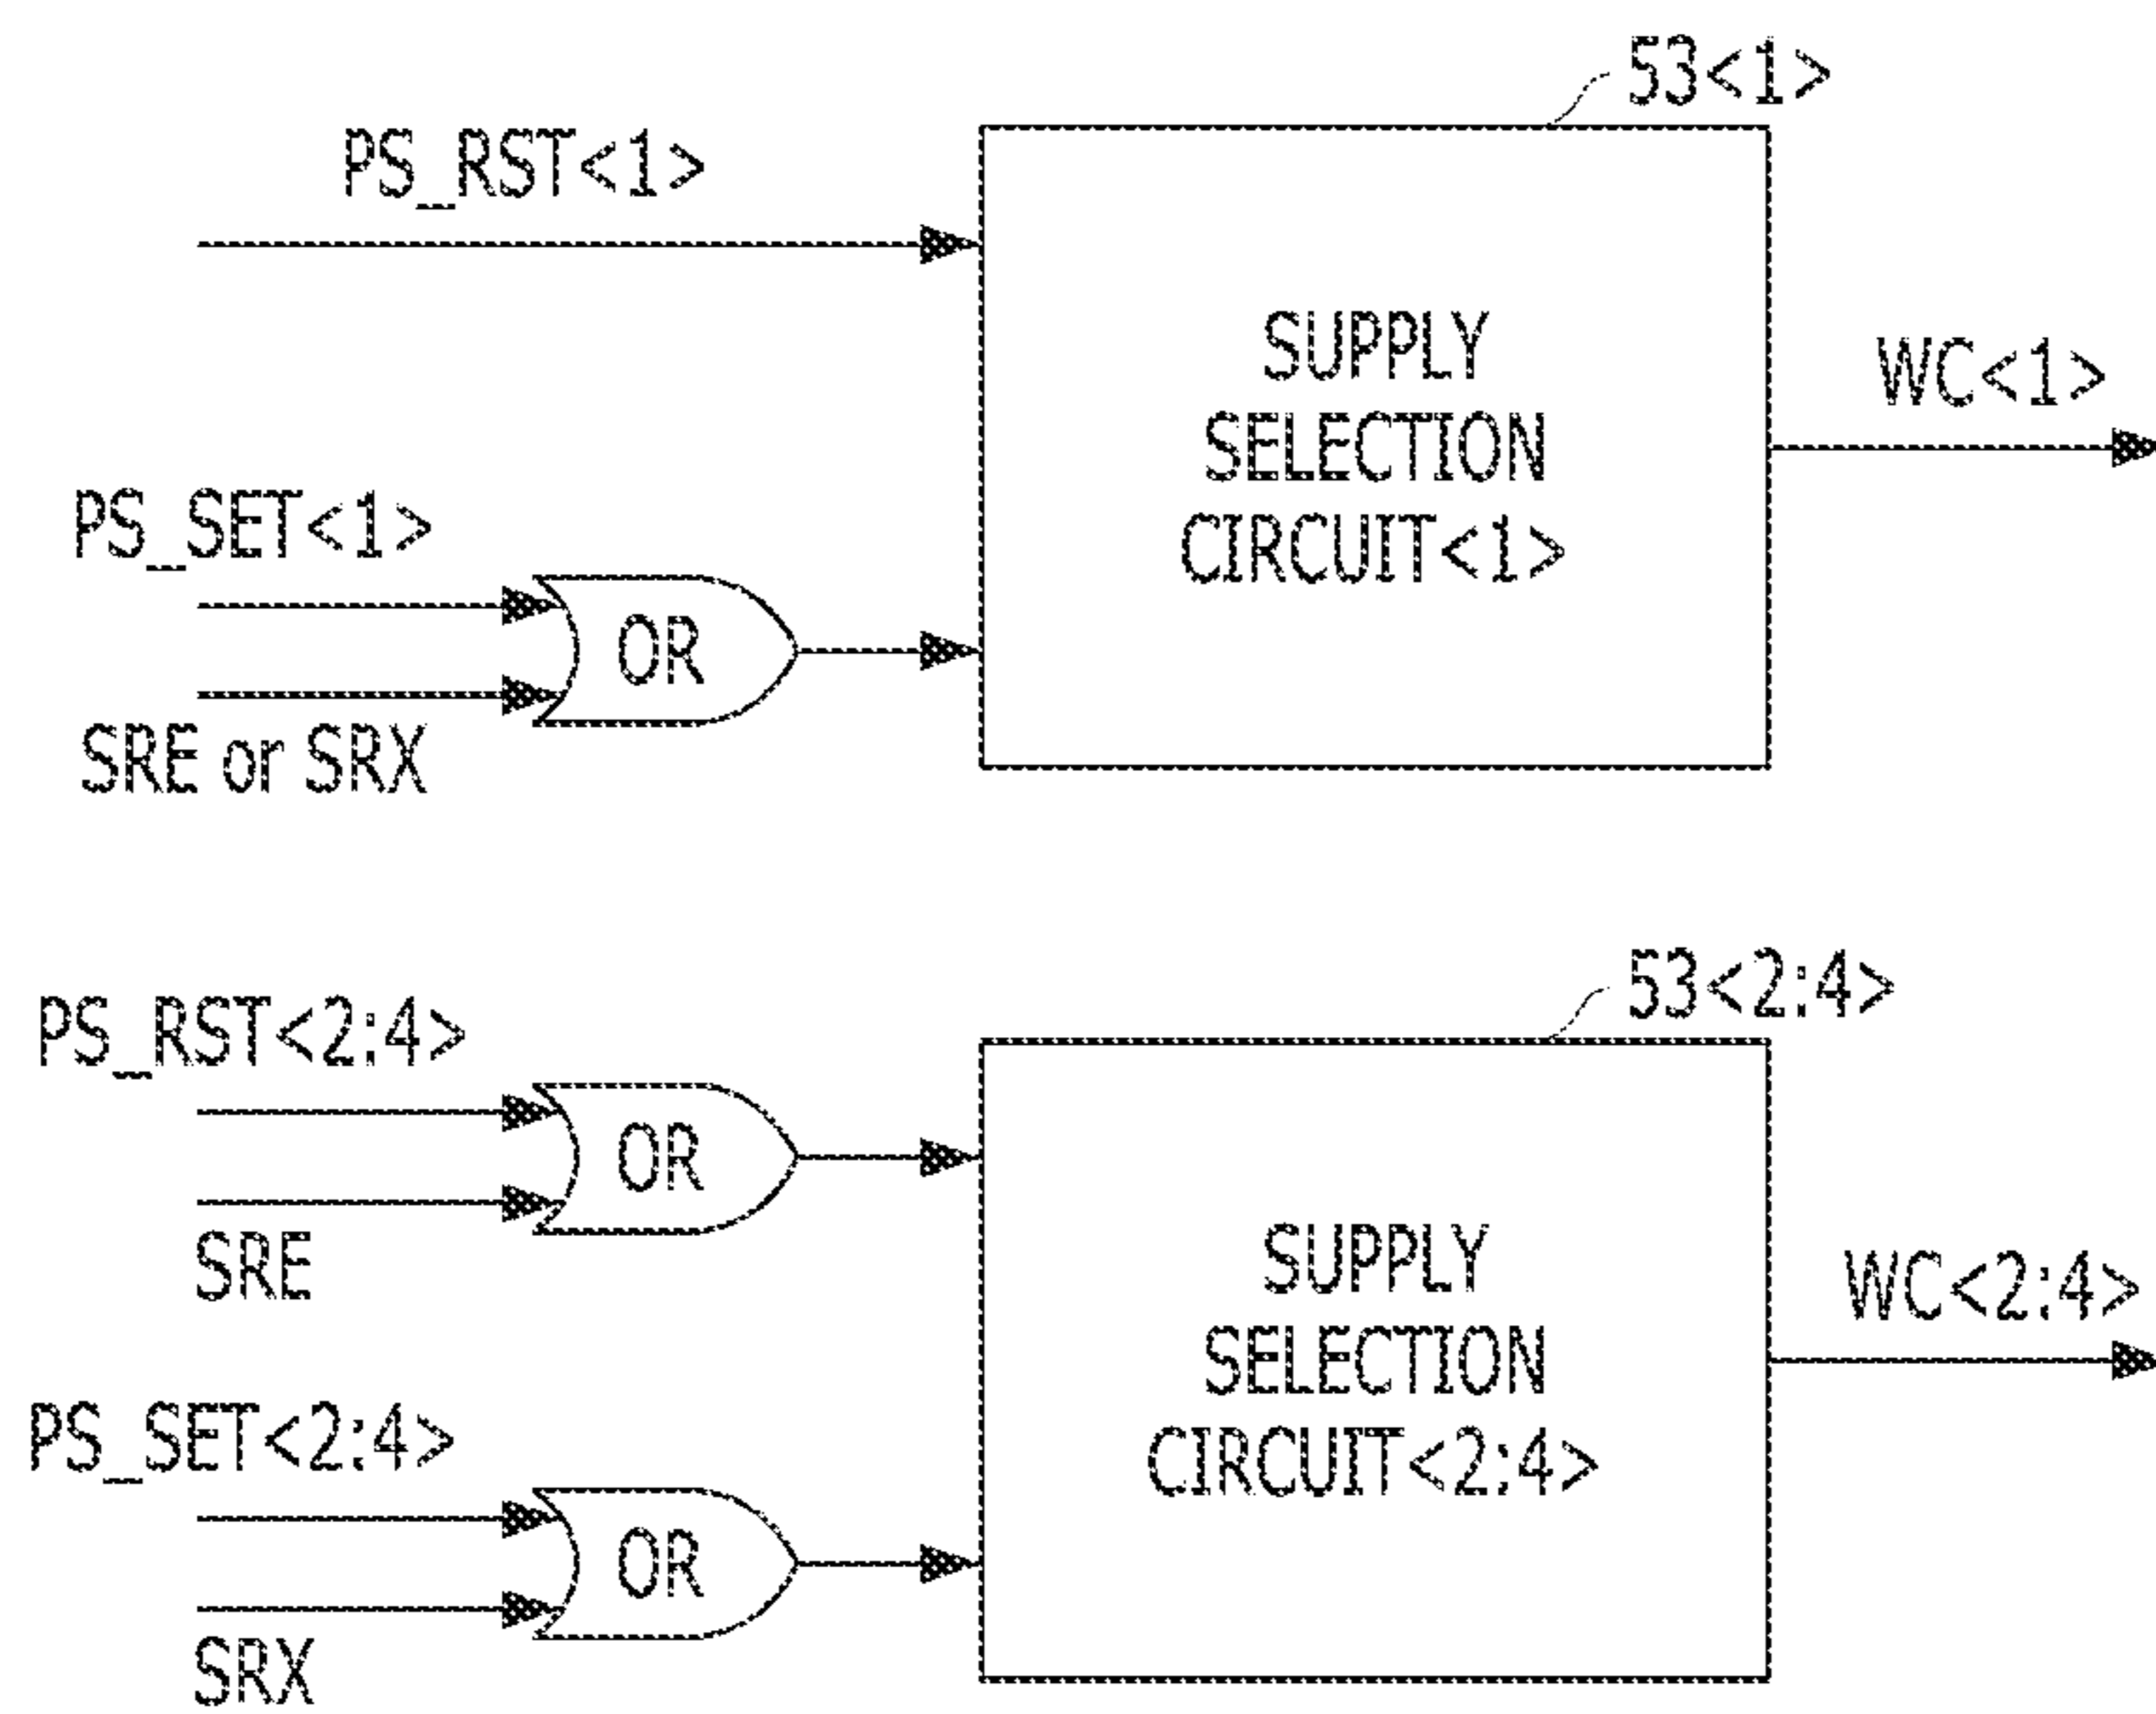 53<1>
PS_RST<1>
SUPPLY
SELECTION
CIRCUIT<1>
WC<1>
PS_SET<1>
OR
SRE or SRX
53<2:4>
PS_RST<2:4>
OR
SRE
SUPPLY
SELECTION
CIRCUIT<2:4>
WC<2:4>
PS_SET<2:4>
OR
SRX